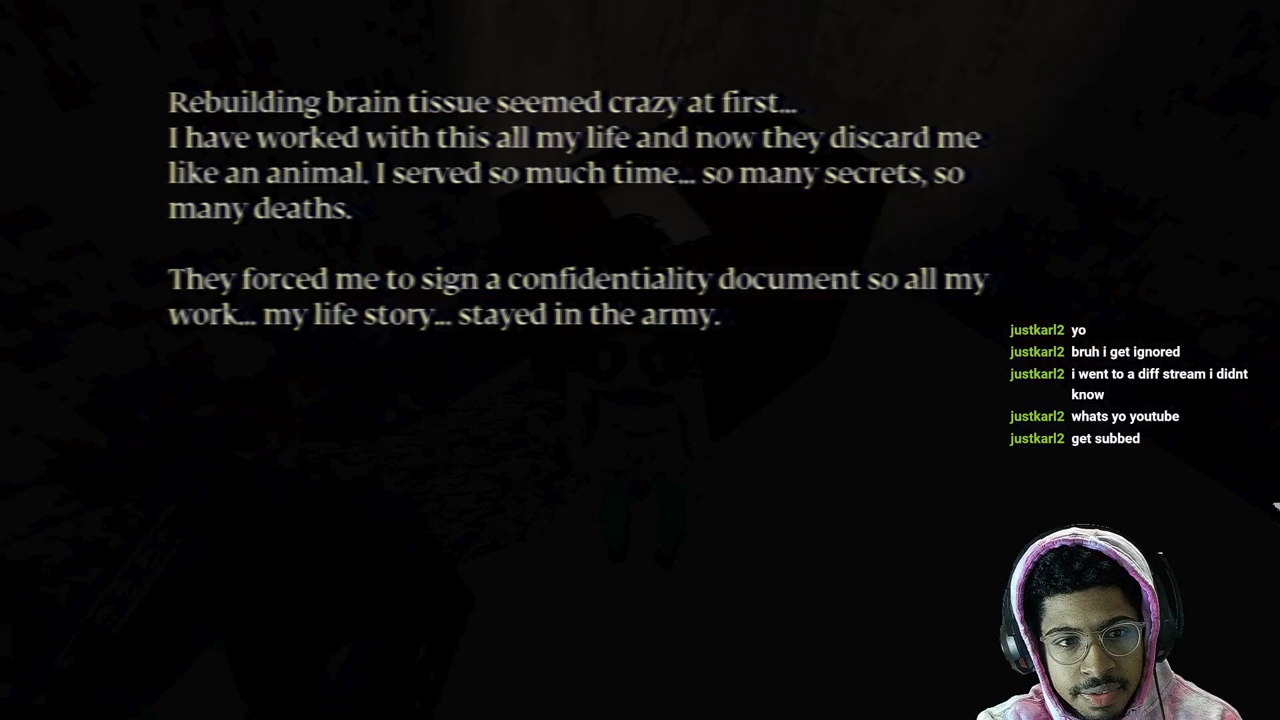 Rebuilding brain tissue seemed crazy at first...
I have worked with this all my life and now they discard me
like an animal. I served so much time... so many secrets, so
many deaths.
They forced me to sign a confidentiality document so all my
work... my life story... stayed in the army.
justkarl2 yo
justkarl2 bruh i get ignored
justkarl2 i went to a diff stream i didnt
know
justkarl2 whats yo youtube
justkarl2 get subbed